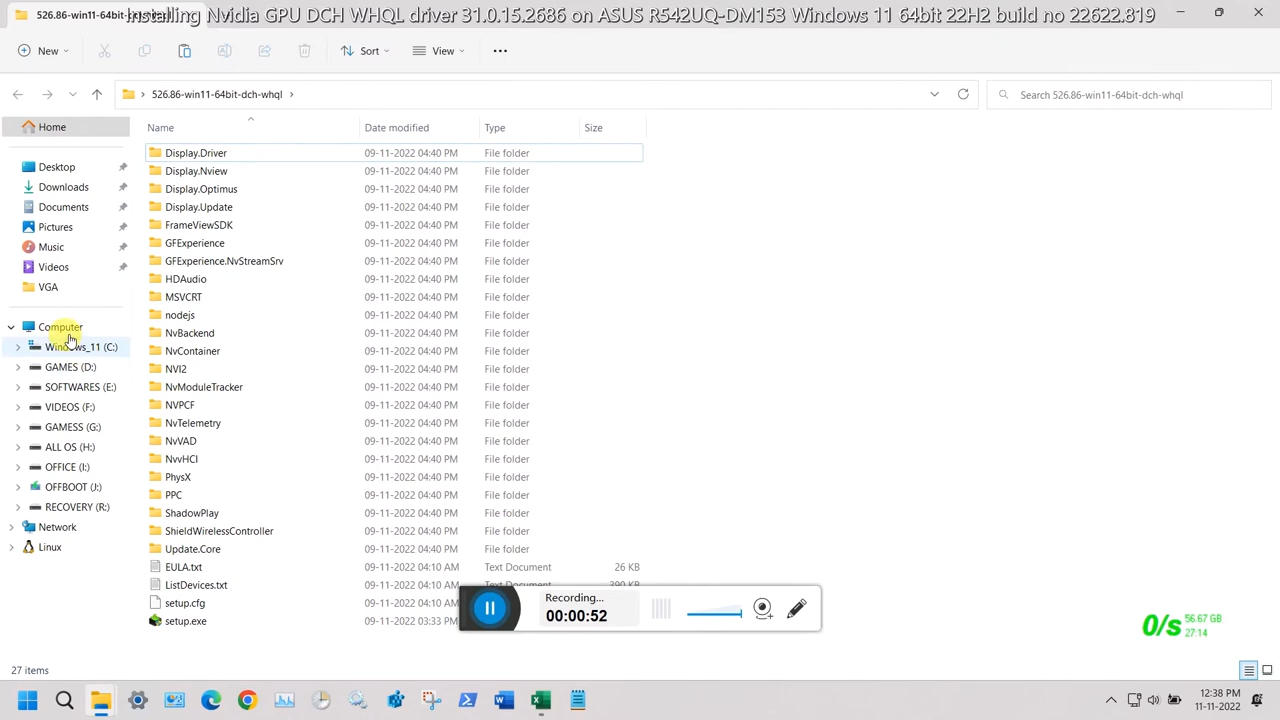 Installing Nvidia GPU DCH WHQL driver 31.0.15.2686 on ASUS R542UQ-DM153 Windows 11 64bit 22H2 build no 22622.819
New
Sort
View
526.86-win11-64bit-dch-whql
Search 526.86-win11-64bit-dch-whql
Home
Desktop
Downloads
Documents
Pictures
Music
Videos
VGA
Computer
Windows_11 (C:)
GAMES (D:)
SOFTWARES (E:)
VIDEOS (F:)
GAMESS (G:)
ALL OS (H:)
OFFICE (I:)
OFFBOOT (J:)
RECOVERY (R:)
Network
Linux
Name Date modified Type Size
Display.Driver 09-11-2022 04:40 PM File folder
Display.Nview 09-11-2022 04:40 PM File folder
Display.Optimus 09-11-2022 04:40 PM File folder
Display.Update 09-11-2022 04:40 PM File folder
FrameViewSDK 09-11-2022 04:40 PM File folder
GFExperience 09-11-2022 04:40 PM File folder
GFExperience.NvStreamSrv 09-11-2022 04:40 PM File folder
HDAudio 09-11-2022 04:40 PM File folder
MSVCRT 09-11-2022 04:40 PM File folder
nodejs 09-11-2022 04:40 PM File folder
NvBackend 09-11-2022 04:40 PM File folder
NvContainer 09-11-2022 04:40 PM File folder
NVI2 09-11-2022 04:40 PM File folder
NvModuleTracker 09-11-2022 04:40 PM File folder
NVPCF 09-11-2022 04:40 PM File folder
NvTelemetry 09-11-2022 04:40 PM File folder
NvVAD 09-11-2022 04:40 PM File folder
NvvHCI 09-11-2022 04:40 PM File folder
PhysX 09-11-2022 04:40 PM File folder
PPC 09-11-2022 04:40 PM File folder
ShadowPlay 09-11-2022 04:40 PM File folder
ShieldWirelessController 09-11-2022 04:40 PM File folder
Update.Core 09-11-2022 04:40 PM File folder
EULA.txt 09-11-2022 04:10 AM Text Document 26 KB
ListDevices.txt 09-11-2022 04:10 AM Text Document 390 KB
setup.cfg 09-11-2022 04:10 AM
setup.exe 09-11-2022 03:33 PM
Recording...
00:00:52
0/s 56.67 GB
27:14
27 items
12:38 PM
11-11-2022